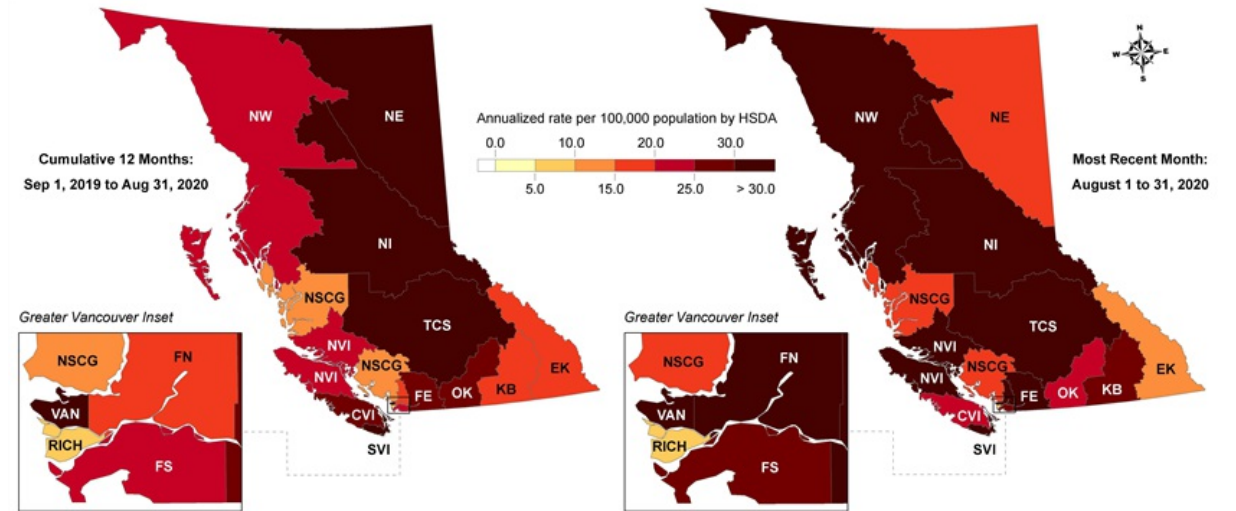 N
W
E
S
NW
NE
Annualized rate per 100,000 population by HSDA
0.0 10.0 20.0 30.0
5.0 15.0 25.0 > 30.0
Cumulative 12 Months:
Sep 1, 2019 to Aug 31, 2020
NI
NSCG
TCS
NVI
NVI
NSCG
EK
KB
OK
FE
CVI
SVI
Greater Vancouver Inset
NSCG
FN
VAN
RICH
FS
NW
NE
Most Recent Month:
August 1 to 31, 2020
NI
NSCG
TCS
NVI
NVI
NSCG
EK
KB
OK
FE
CVI
SVI
Greater Vancouver Inset
NSCG
FN
VAN
RICH
FS